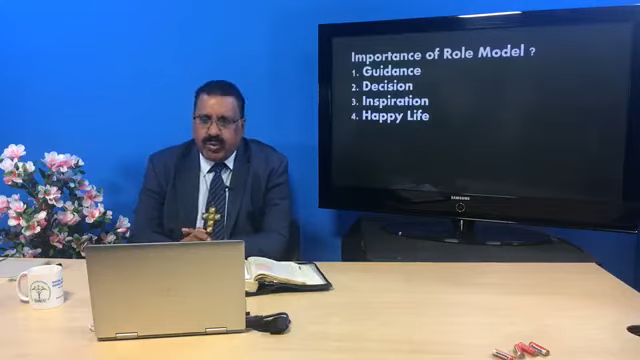 Importance of Role Model ?
1. Guidance
2. Decision
3. Inspiration
4. Happy Life
SAMSUNG